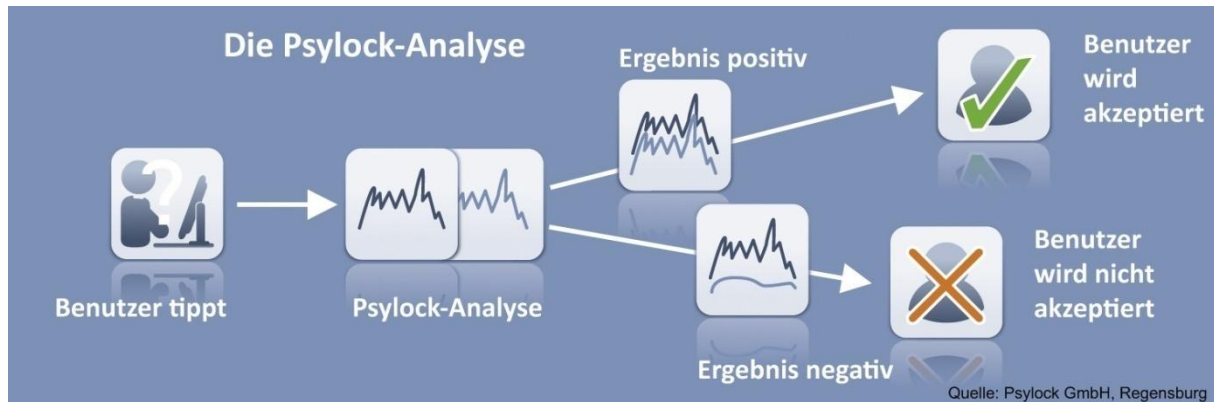 Die Psylock-Analyse
Benutzer tippt
Psylock-Analyse
Ergebnis positiv
Benutzer
wird
akzeptiert
Ergebnis negativ
Benutzer
wird nicht
akzeptiert
Quelle: Psylock GmbH, Regensburg